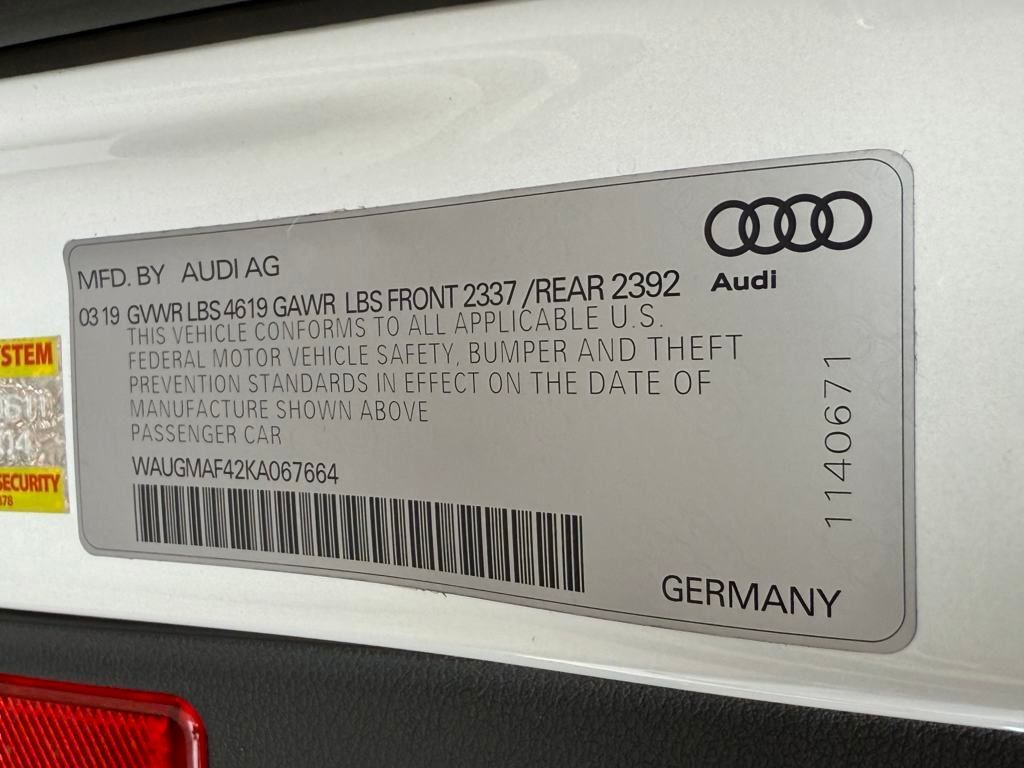 MFD. BY AUDI AG
Audi
03 19 GVWR LBS 4619 GAWR LBS FRONT 2337 /REAR 2392
THIS VEHICLE CONFORMS TO ALL APPLICABLE U.S.
FEDERAL MOTOR VEHICLE SAFETY, BUMPER AND THEFT
PREVENTION STANDARDS IN EFFECT ON THE DATE OF
MANUFACTURE SHOWN ABOVE
PASSENGER CAR
WAUGMAF42KA067664
1140671
GERMANY
YSTEM
SECURITY